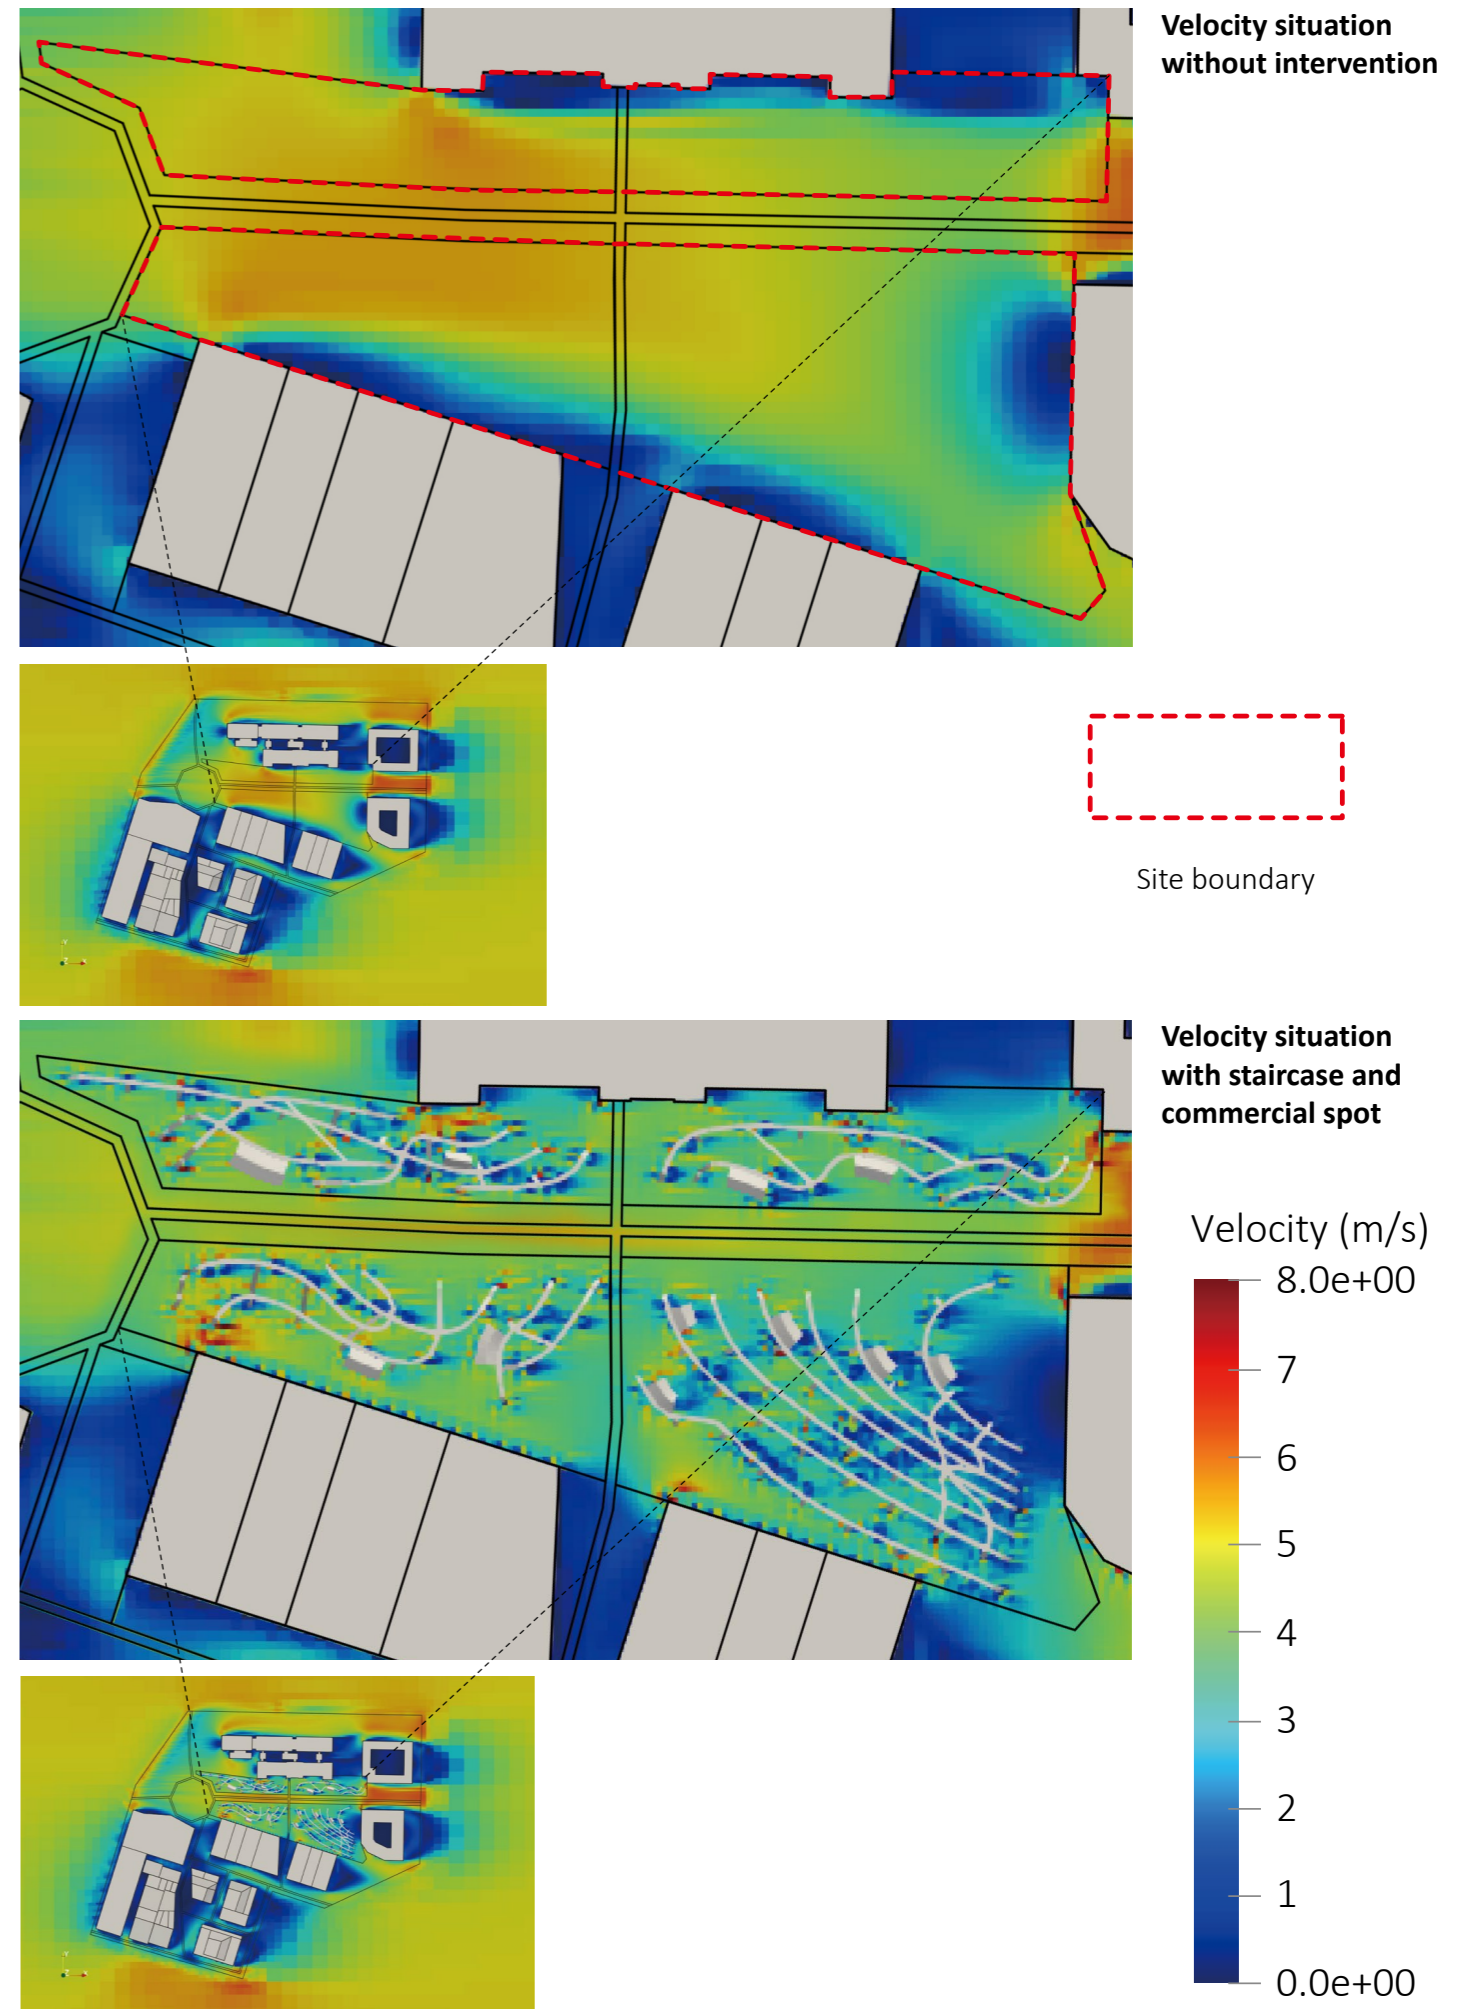 Velocity situation
without intervention
Site boundary
Velocity situation
with staircase and
commercial spot
Velocity (m/s)
8.0e+00
7
6
5
4
3
2
1
0.0e+00